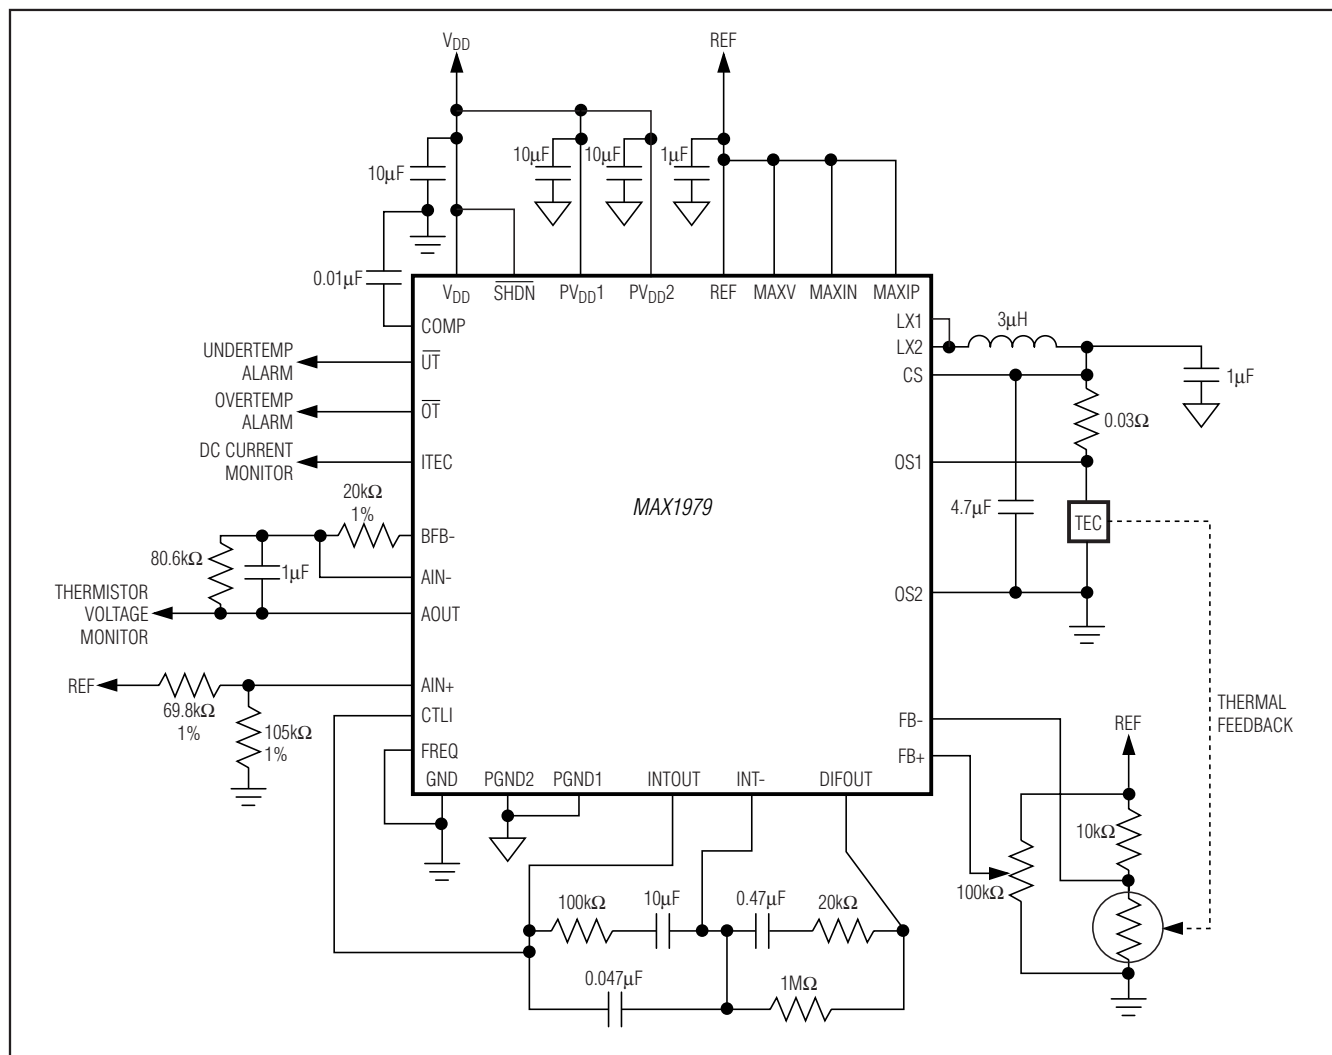 V_DD
REF
10µF
10µF
10µF
1µF
0.01µF
V_DD
SHDN
PV_DD1
PV_DD2
REF
MAXV
MAXIN
MAXIP
COMP
LX1
3µH
LX2
UNDERTEMP
ALARM
UT
CS
1µF
OVERTEMP
ALARM
OT
0.03Ω
DC CURRENT
MONITOR
ITEC
OS1
20kΩ
1%
MAX1979
4.7µF
TEC
BFB-
80.6kΩ
1µF
AIN-
THERMISTOR
VOLTAGE
MONITOR
AOUT
OS2
REF
AIN+
69.8kΩ
1%
105kΩ
1%
CTLI
FB-
THERMAL
FEEDBACK
REF
FREQ
FB+
GND
PGND2
PGND1
INTOUT
INT-
DIFOUT
10kΩ
100kΩ
100kΩ
10µF
0.47µF
20kΩ
0.047µF
1MΩ